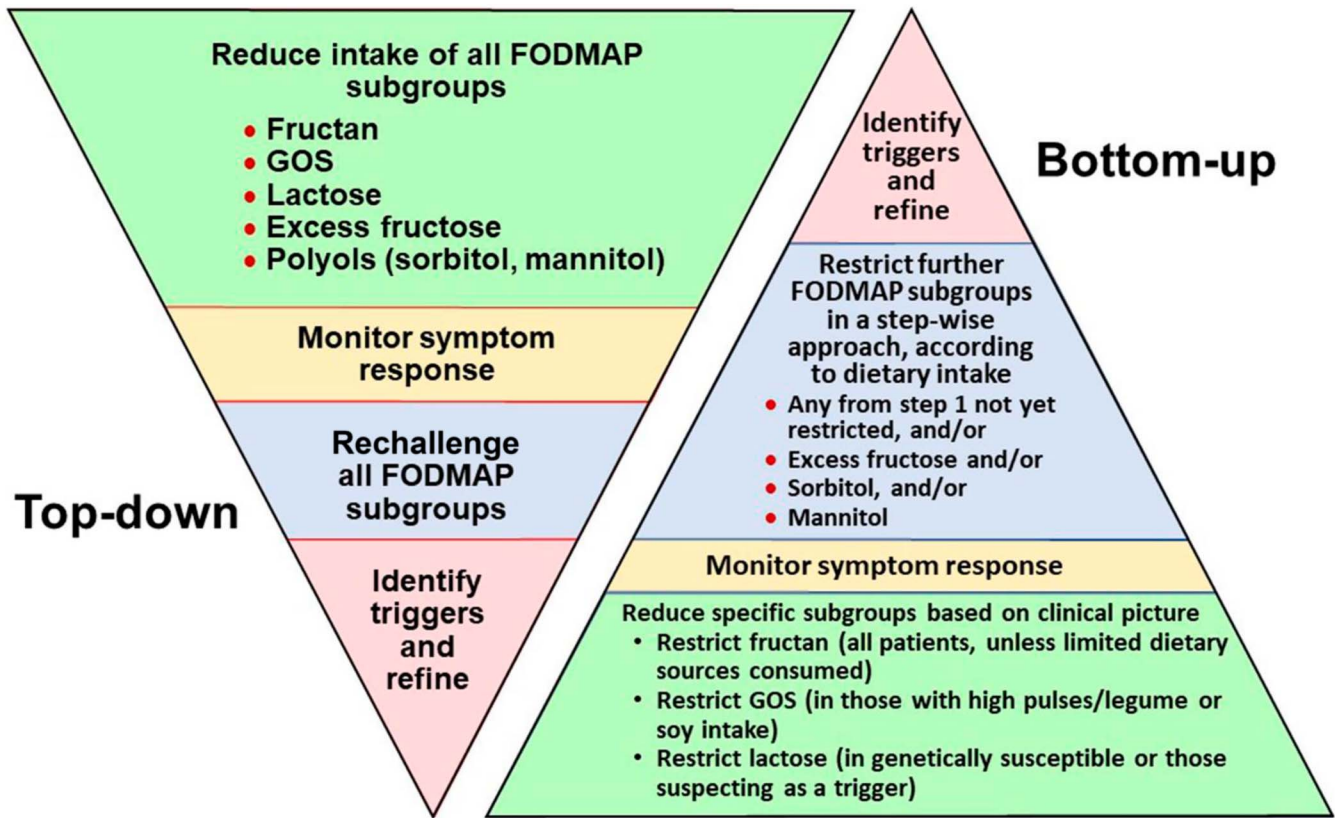 Reduce intake of all FODMAP
subgroups
• Fructan
• GOS
• Lactose
• Excess fructose
• Polyols (sorbitol, mannitol)
Monitor symptom
response
Rechallenge
all FODMAP
subgroups
Identify
triggers
and
refine
Top-down
Bottom-up
Identify
triggers
and
refine
Restrict further
FODMAP subgroups
in a step-wise
approach, according
to dietary intake
• Any from step 1 not yet
restricted, and/or
• Excess fructose and/or
• Sorbitol, and/or
• Mannitol
Monitor symptom response
Reduce specific subgroups based on clinical picture
• Restrict fructan (all patients, unless limited dietary
sources consumed)
• Restrict GOS (in those with high pulses/legume or
soy intake)
• Restrict lactose (in genetically susceptible or those
suspecting as a trigger)